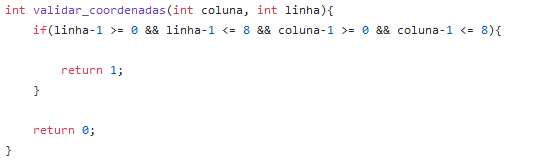 int validar_coordenadas(int coluna, int linha){
if(linha-1 >= 0 && linha-1 <= 8 && coluna-1 >= 0 && coluna-1 <= 8){
return 1;
}
return 0;
}